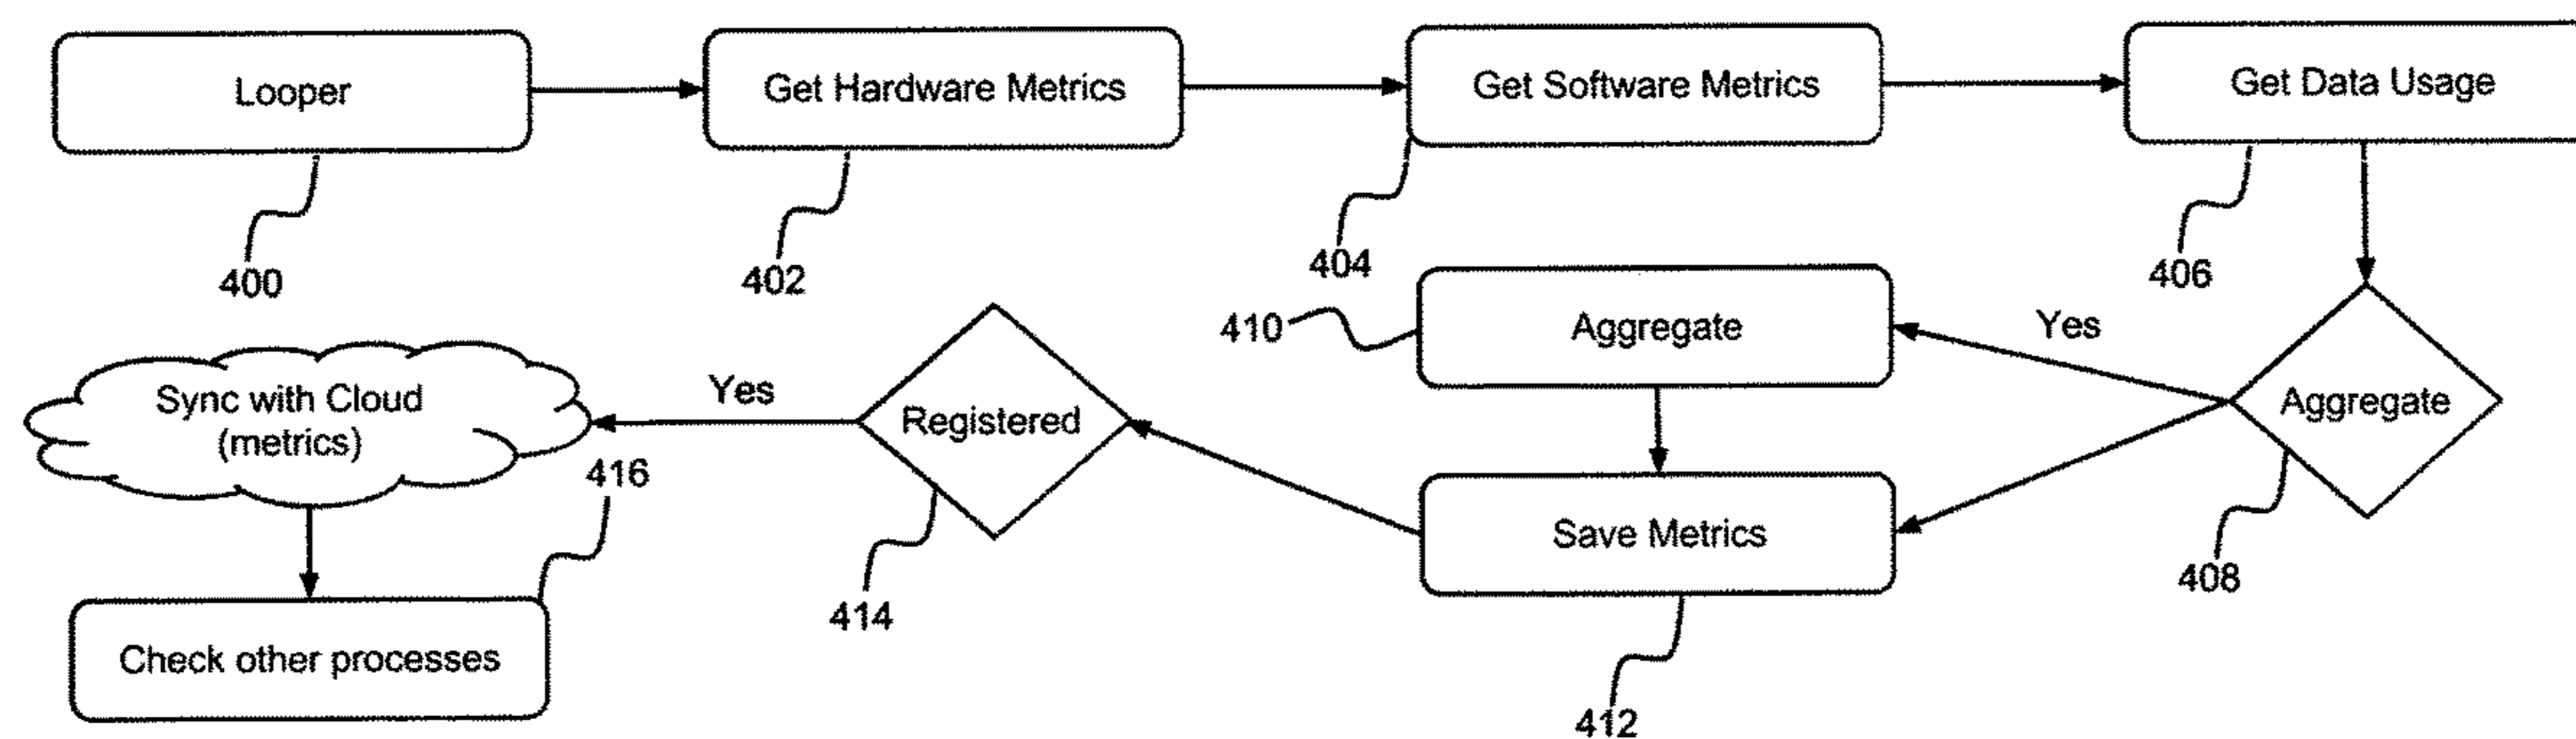 Looper
Get Hardware Metrics
Get Software Metrics
Get Data Usage
400
402
404
406
410
Aggregate
Yes
Aggregate
408
Sync with Cloud
(metrics)
Yes
Registered
416
414
Save Metrics
412
Check other processes